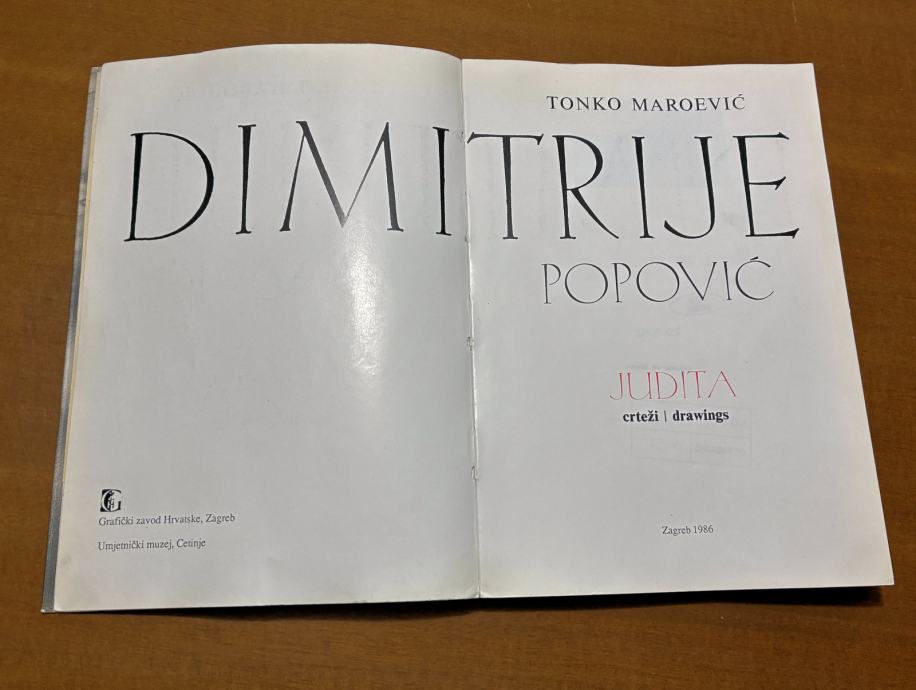 TONKO MAROEVIĆ
DIMITRIJE
POPOVIĆ
JUDITA
crteži | drawings
Grafički zavod Hrvatske, Zagreb
Umjetnički muzej, Cetinje
Zagreb 1986